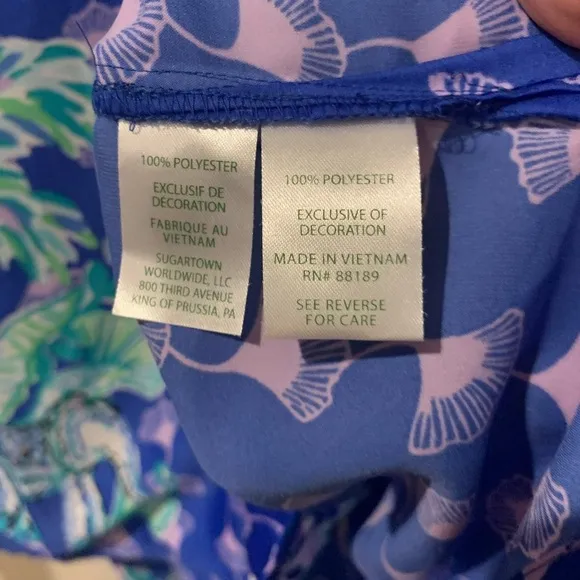 100% POLYESTER
EXCLUSIF DE
DÉCORATION
FABRIQUE AU
VIETNAM
SUGARTOWN
WORLDWIDE, LLC
800 THIRD AVENUE
KING OF PRUSSIA, PA
100% POLYESTER
EXCLUSIVE OF
DECORATION
MADE IN VIETNAM
RN# 88189
SEE REVERSE
FOR CARE